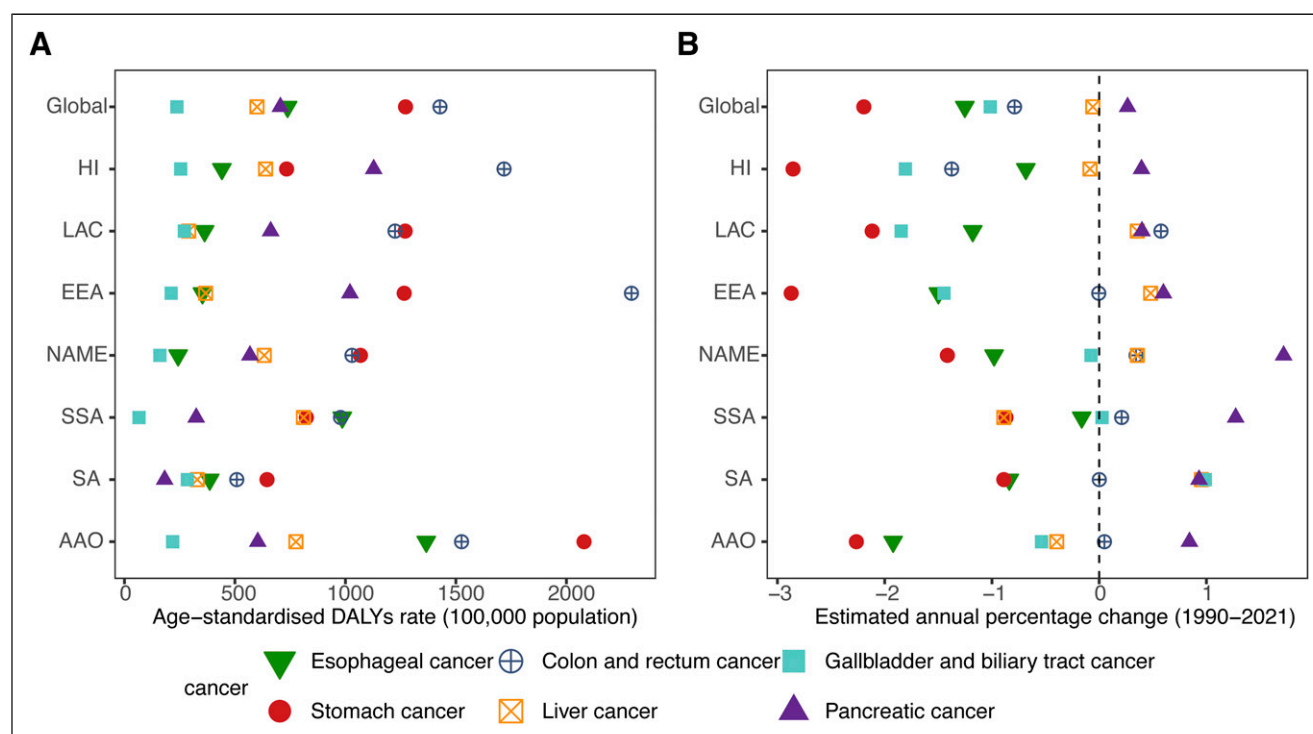 A
B
Global
HI
LAC
EEA
NAME
SSA
SA
AAO
0 500 1000 1500 2000
Age−standardised DALYs rate (100,000 population)
Global
HI
LAC
EEA
NAME
SSA
SA
AAO
−3 −2 −1 0 1
Estimated annual percentage change (1990−2021)
cancer
Esophageal cancer Colon and rectum cancer Gallbladder and biliary tract cancer
Stomach cancer Liver cancer Pancreatic cancer